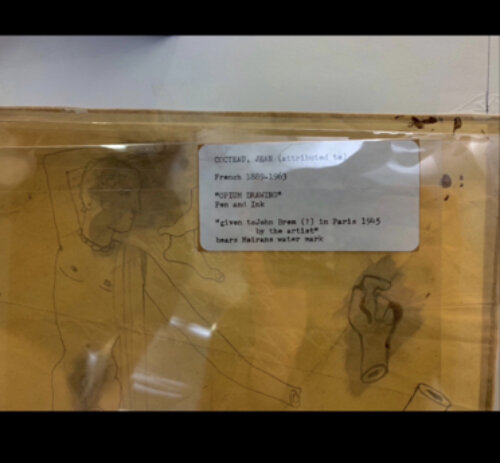 COCTEAU, JEAN (attributed to)
French 1889-1963
"OPIUM DRAWING"
Pen and Ink
"given toJohn Brem (?) in Paris 1945
by the artist"
bears Meirans water mark